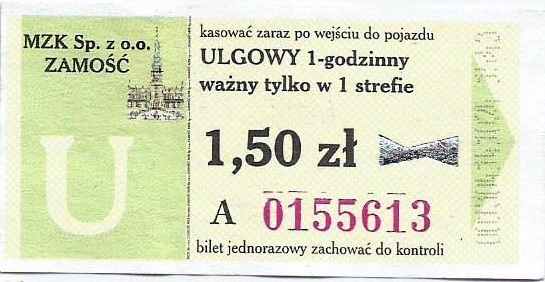 MZK Sp. z o.o.
ZAMOŚĆ
U
kasować zaraz po wejściu do pojazdu
ULGOWY 1-godzinny
ważny tylko w 1 strefie
1,50 zł
A 0155613
bilet jednorazowy zachować do kontroli